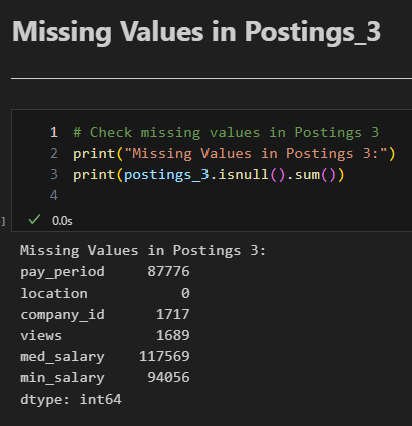 Missing Values in Postings_3
1 # Check missing values in Postings 3
2 print("Missing Values in Postings 3:")
3 print(postings_3.isnull().sum())
4
]
✓ 0.0s
Missing Values in Postings 3:
pay_period 87776
location 0
company_id 1717
views 1689
med_salary 117569
min_salary 94056
dtype: int64